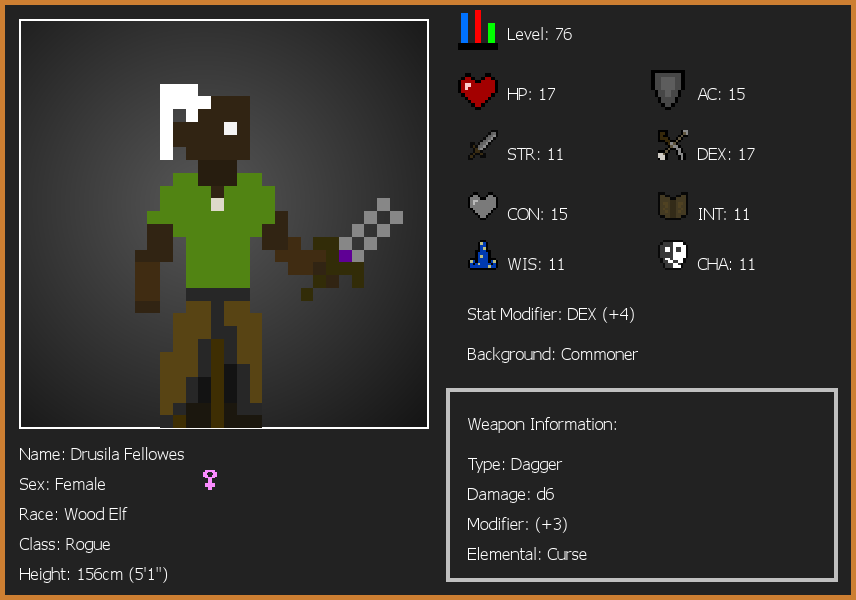 Level: 76
HP: 17
AC: 15
STR: 11
DEX: 17
CON: 15
INT: 11
WIS: 11
CHA: 11
Stat Modifier: DEX (+4)
Background: Commoner
Weapon Information:
Type: Dagger
Damage: d6
Modifier: (+3)
Elemental: Curse
Name: Drusila Fellowes
Sex: Female
Race: Wood Elf
Class: Rogue
Height: 156cm (5'1")